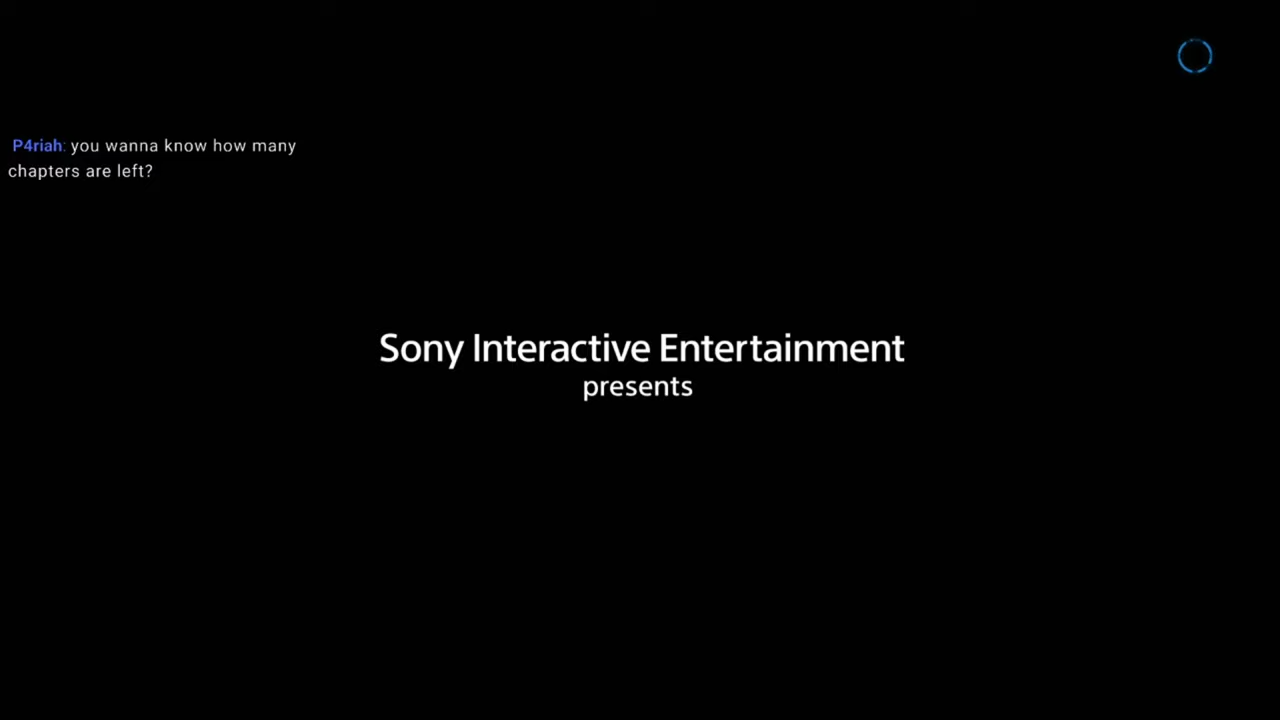 P4riah: you wanna know how many
chapters are left?
Sony Interactive Entertainment
presents